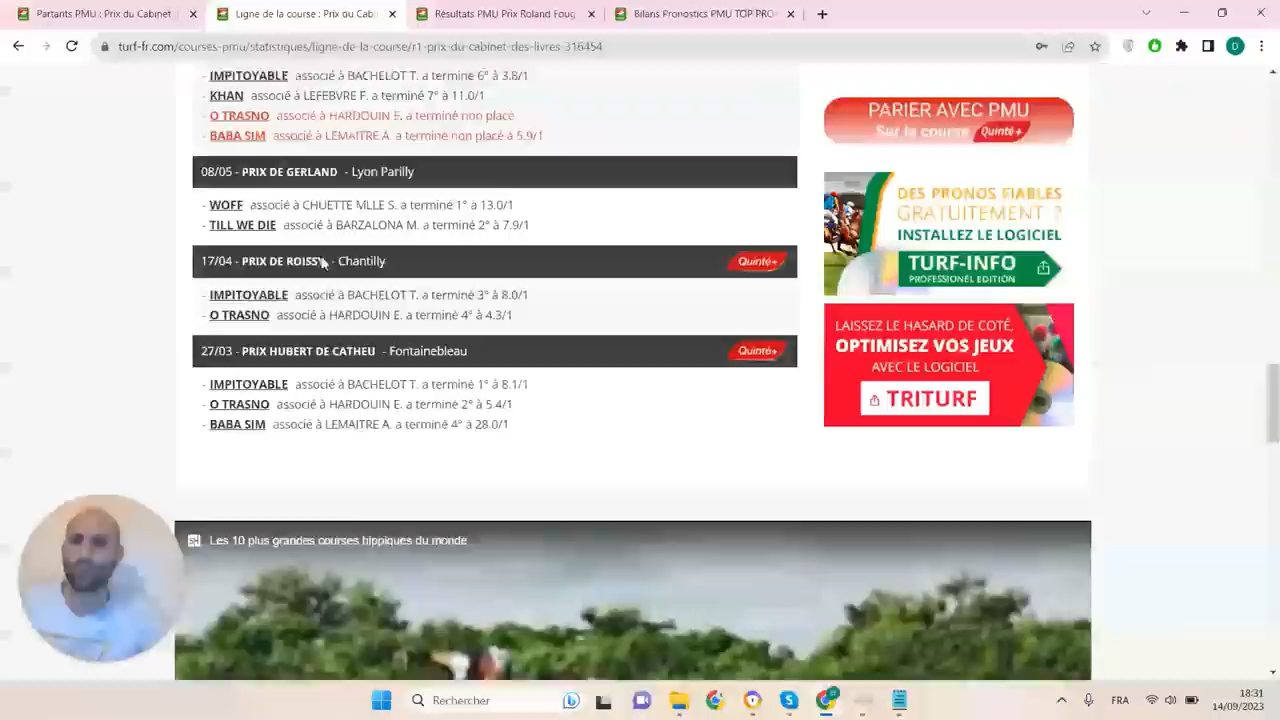 Prix PMU : Prix du Cabinet
Ligne : Prix du Cab
Résultats PMU Prix Roland Foug
Bilans Pronostics PMU TOP PRO
turf-fr.com/courses-pmu/statistiques/ligne-de-la-course/r1-prix-du-cabinet-des-livres-316454
D
- IMPITOYABLE associé à BACHELOT T. a terminé 6° à 3.8/1
- KHAN associé à LEFEBVRE F. a terminé 7° à 11.0/1
- O TRASNO associé à HARDOUIN E. a terminé non placé
- BABA SIM associé à LEMAITRE A. a terminé non placé à 5.9/1
08/05 - PRIX DE GERLAND - Lyon Parilly
- WOFF associé à CHUETTE MLLE S. a terminé 1° à 13.0/1
- TILL WE DIE associé à BARZALONA M. a terminé 2° à 7.9/1
17/04 - PRIX DE ROISSY - Chantilly
Quinté+
- IMPITOYABLE associé à BACHELOT T. a terminé 3° à 8.0/1
- O TRASNO associé à HARDOUIN E. a terminé 4° à 4.3/1
27/03 - PRIX HUBERT DE CATHEU - Fontainebleau
Quinté+
- IMPITOYABLE associé à BACHELOT T. a terminé 1° à 8.1/1
- O TRASNO associé à HARDOUIN E. a terminé 2° à 5.4/1
- BABA SIM associé à LEMAITRE A. a terminé 4° à 28.0/1
PARIER AVEC PMU
Sur la course Quinté+
DES PRONOS FIABLES
GRATUITEMENT ?
INSTALLEZ LE LOGICIEL
TURF-INFO
PROFESSIONEL EDITION
LAISSEZ LE HASARD DE COTÉ,
OPTIMISEZ VOS JEUX
AVEC LE LOGICIEL
TRITURF
Les 10 plus grandes courses hippiques du monde
Rechercher
FRA
18:31
14/09/2023